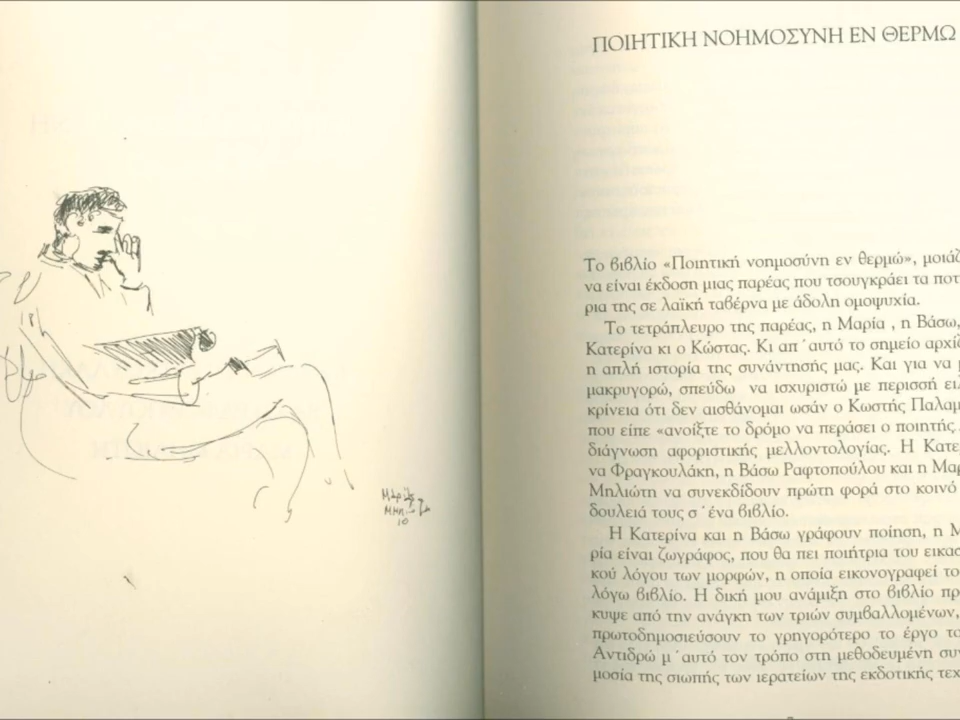 ΠΟΙΗΤΙΚΗ ΝΟΗΜΟΣΥΝΗ ΕΝ ΘΕΡΜΩ
Το βιβλίο «Ποιητική νοημοσύνη εν θερμώ», μοιάζ
να είναι έκδοση μιας παρέας που τσουγκράει τα ποτ
ρια της σε λαϊκή ταβέρνα με άδολη ομοψυχία.
Το τετράπλευρο της παρέας, η Μαρία , η Βάσω,
Κατερίνα κι ο Κώστας. Κι απ΄αυτό το σημείο αρχίζ
η απλή ιστορία της συνάντησής μας. Και για να μ
μακρυγορώ, σπεύδω να ισχυριστώ με περισσή ειλ
κρίνεια ότι δεν αισθάνομαι ωσάν ο Κωστής Παλαμ
που είπε «ανοίξτε το δρόμο να περάσει ο ποιητής
διάγνωση αφοριστικής μελλοντολογίας. Η Κατε
να Φραγκουλάκη, η Βάσω Ραφτοπούλου και η Μαρ
Μηλιώτη να συνεκδίδουν πρώτη φορά στο κοινό
δουλειά τους σ΄ένα βιβλίο.
Η Κατερίνα και η Βάσω γράφουν ποίηση, η Μ
ρία είναι ζωγράφος, που θα πει ποιήτρια του εικασ
κού λόγου των μορφών, η οποία εικονογραφεί το
λόγω βιβλίο. Η δική μου ανάμιξη στο βιβλίο πρ
κυψε από την ανάγκη των τριών συμβαλλομένων,
πρωτοδημοσιεύσουν το γρηγορότερο το έργο το
Αντιδρώ μ΄αυτό τον τρόπο στη μεθοδευμένη συν
μοσία της σιωπής των ιερατείων της εκδοτικής τεχ
10